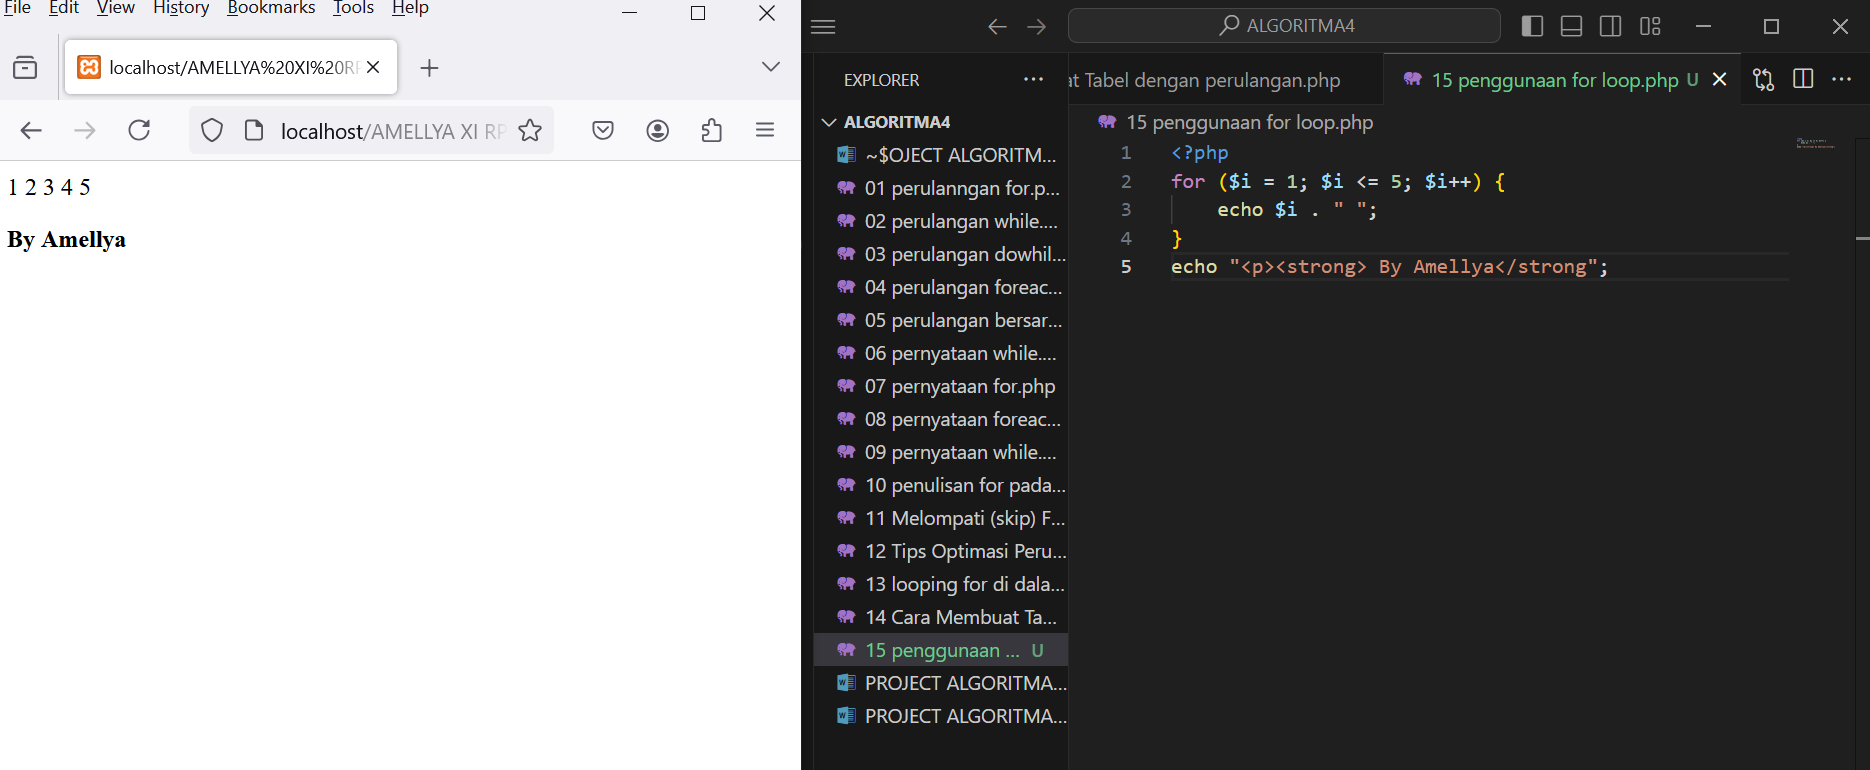 File Edit View History Bookmarks Tools Help
localhost/AMELLYA%20XI%20RP
localhost/AMELLYA XI RP
1 2 3 4 5
By Amellya
ALGORITMA4
EXPLORER
at Tabel dengan perulangan.php
15 penggunaan for loop.php U
ALGORITMA4
~$OJECT ALGORITM...
01 perulanngan for.p...
02 perulangan while....
03 perulangan dowhil...
04 perulangan foreac...
05 perulangan bersar...
06 pernyataan while....
07 pernyataan for.php
08 pernyataan foreac...
09 pernyataan while....
10 penulisan for pada...
11 Melompati (skip) F...
12 Tips Optimasi Peru...
13 looping for di dala...
14 Cara Membuat Ta...
15 penggunaan ... U
PROJECT ALGORITMA...
PROJECT ALGORITMA...
15 penggunaan for loop.php
1 <?php
2 for ($i = 1; $i <= 5; $i++) {
3 echo $i . " ";
4 }
5 echo "<p><strong> By Amellya</strong";